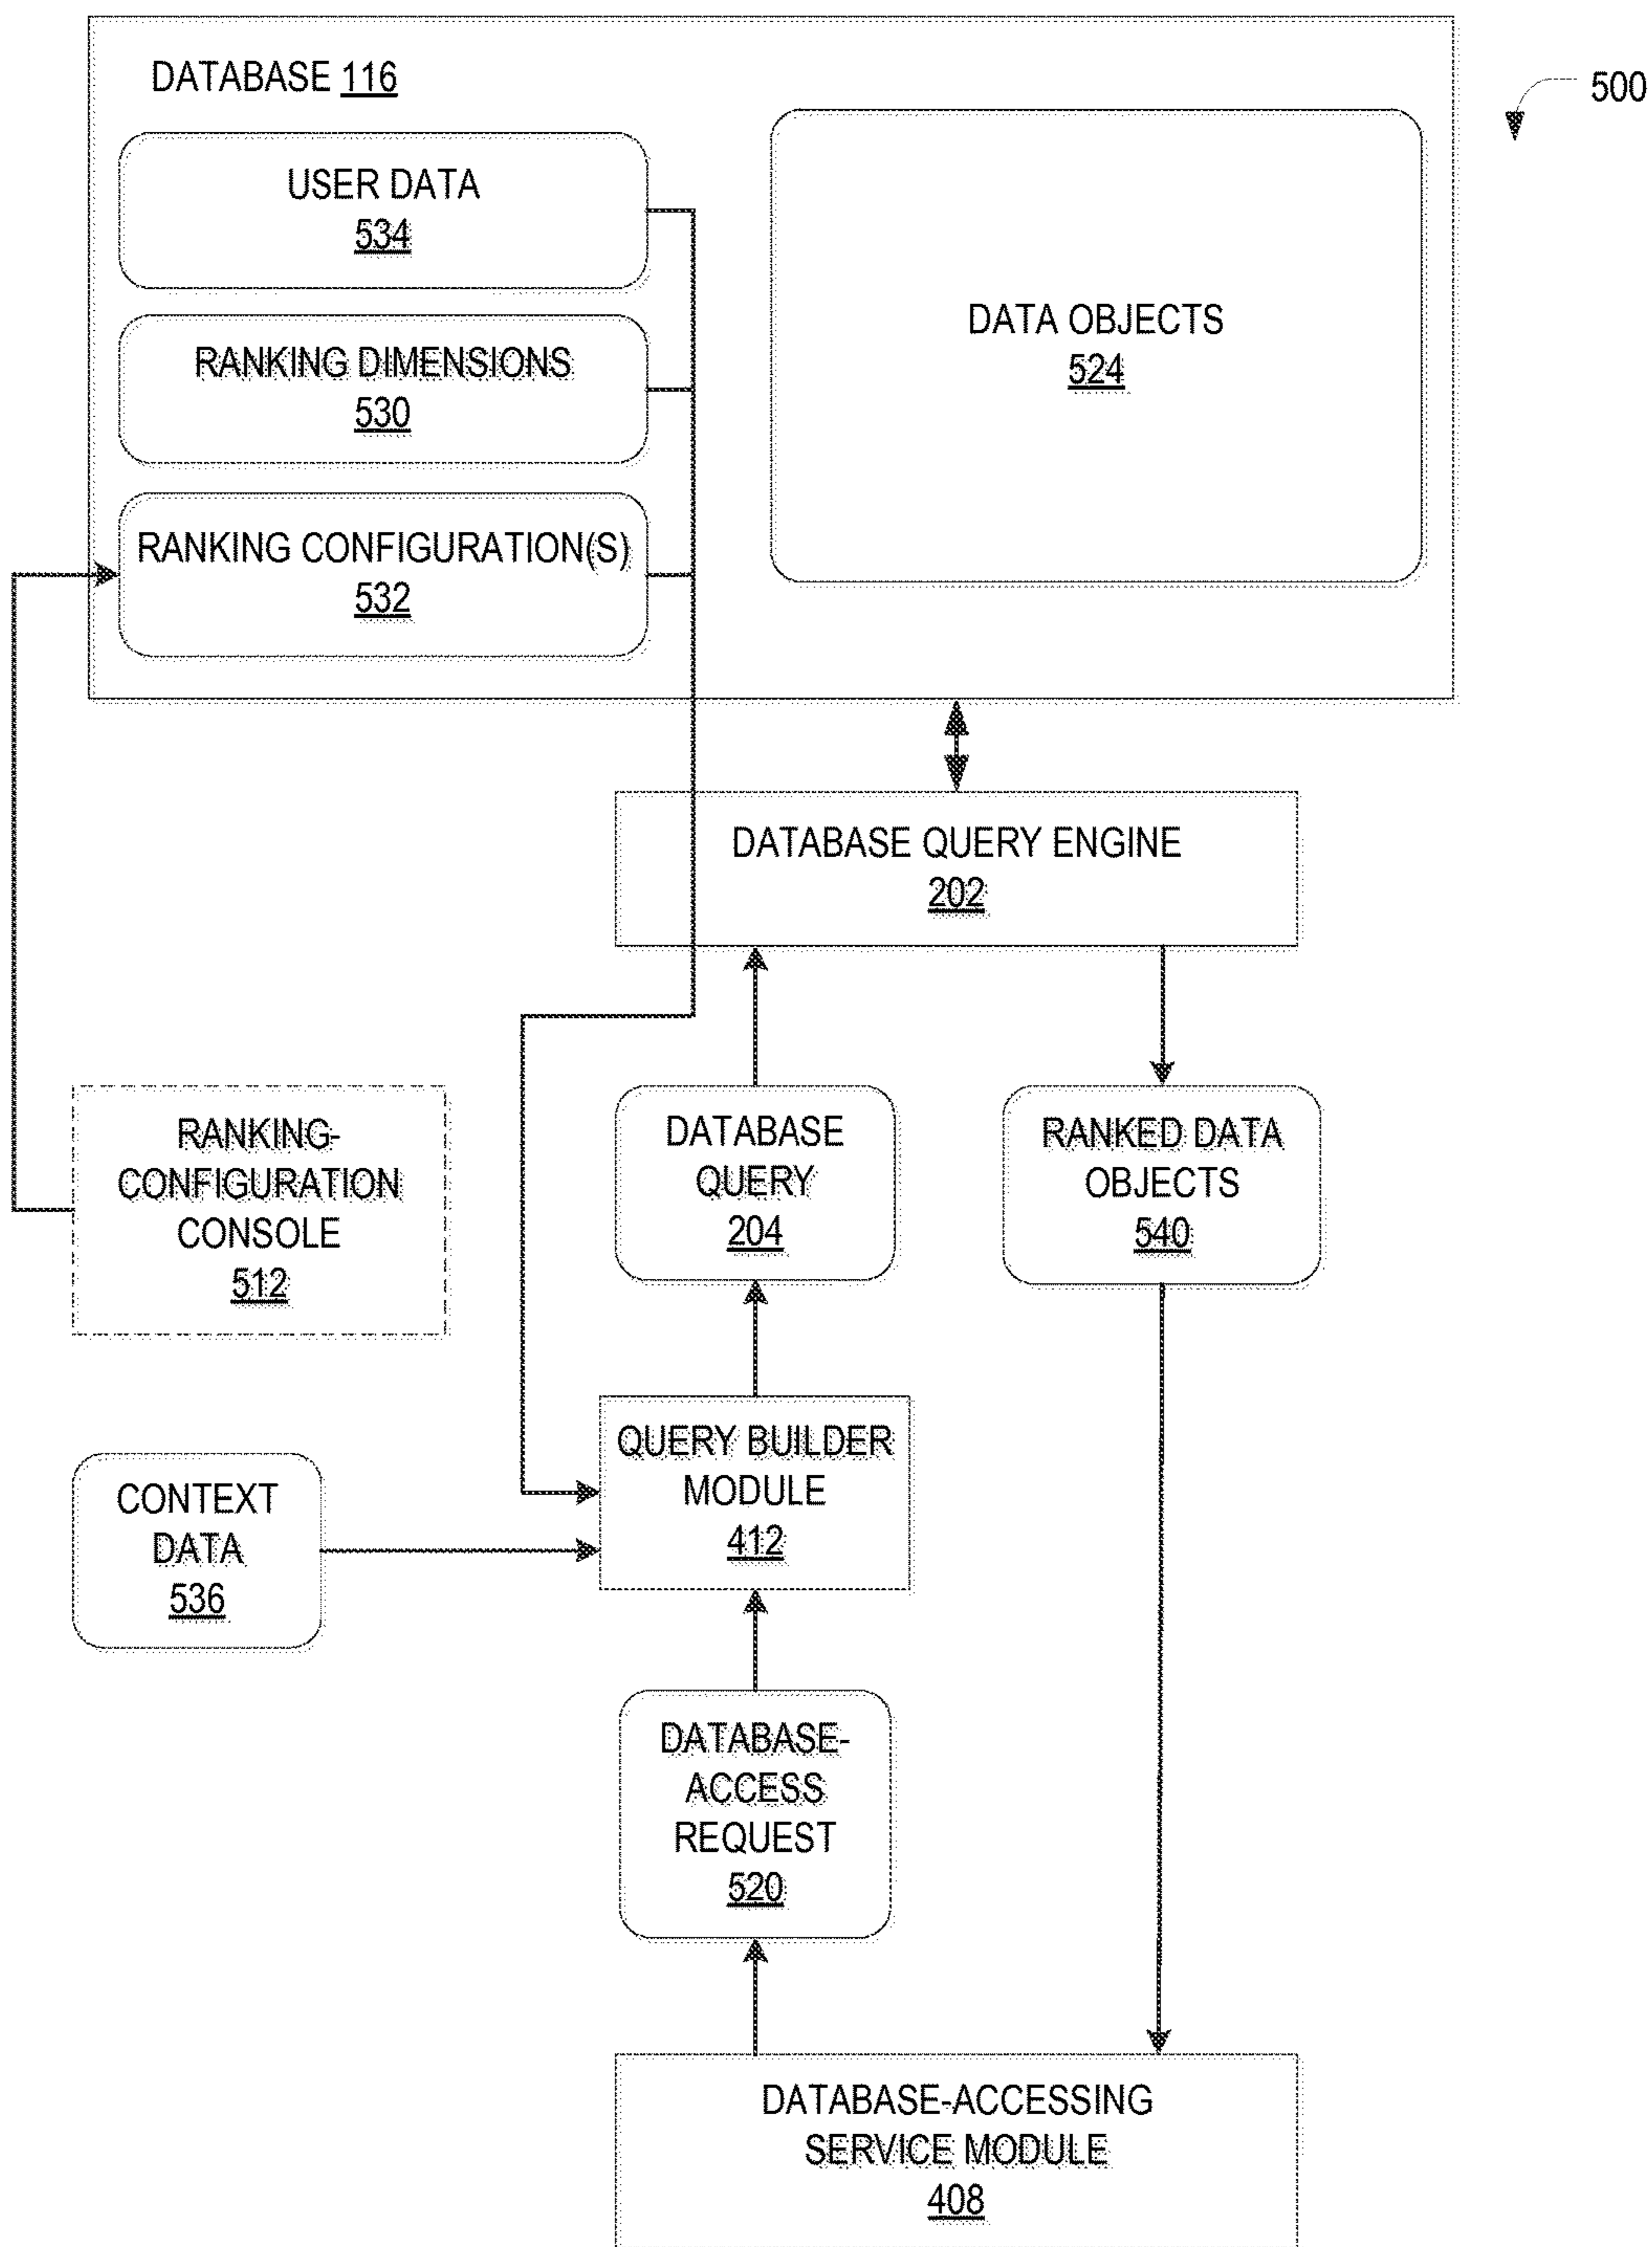 DATABASE 116
500
USER DATA
534
RANKING DIMENSIONS
530
RANKING CONFIGURATION(S)
532
DATA OBJECTS
524
DATABASE QUERY ENGINE
202
RANKING-
CONFIGURATION
CONSOLE
512
DATABASE
QUERY
204
RANKED DATA
OBJECTS
540
CONTEXT
DATA
536
QUERY BUILDER
MODULE
412
DATABASE-
ACCESS
REQUEST
520
DATABASE-ACCESSING
SERVICE MODULE
408